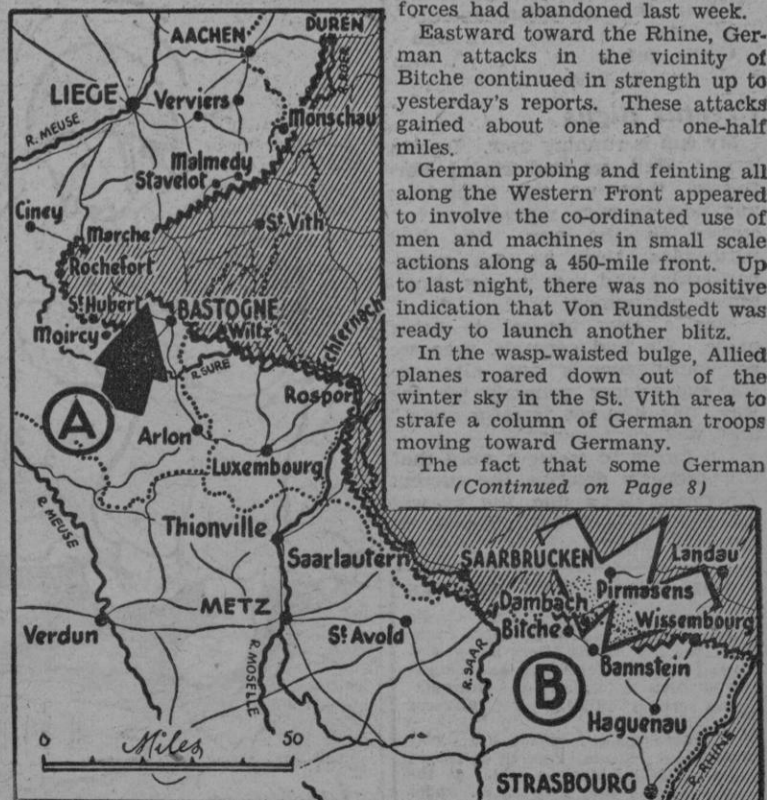 forces had abandoned last week.
Eastward toward the Rhine, Ger-
man attacks in the vicinity of
Bitche continued in strength up to
yesterday's reports. These attacks
gained about one and one-half
miles.
German probing and feinting all
along the Western Front appeared
to involve the co-ordinated use of
men and machines in small scale
actions along a 450-mile front. Up
to last night, there was no positive
indication that Von Rundstedt was
ready to launch another blitz.
In the wasp-waisted bulge, Allied
planes roared down out of the
winter sky in the St. Vith area to
strafe a column of German troops
moving toward Germany.
The fact that some German
(Continued on Page 8)
DUREN
AACHEN
R. ROER
LIEGE
Verviers
R. MEUSE
Monschau
Malmedy
Stavelot
Ciney
St. Vith
Marche
Rochefort
St Hubert
BASTOGNE
Moircy
Wiltz
Echternach
R. SURE
Rosport
A
Arlon
Luxembourg
R. MEUSE
Thionville
Saarlautern
SAARBRUCKEN
Landau
Pirmasens
Dambach
Wissembourg
METZ
Bitche
Verdun
St Avold
Bannstein
R. MOSELLE
R. SAAR
B
Haguenau
0 Miles 50
STRASBOURG
R. RHINE